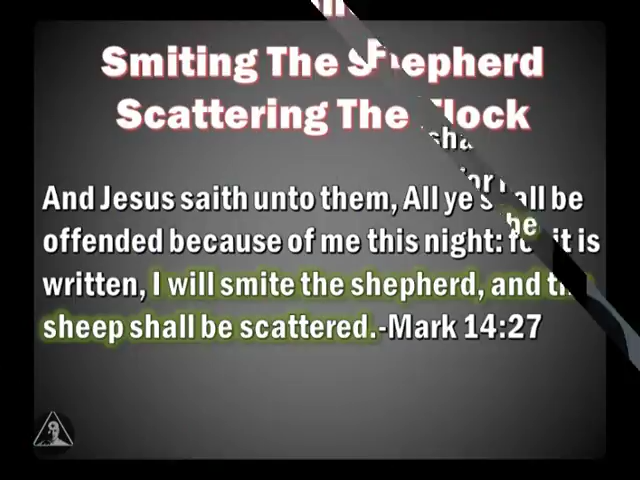 Smiting The Shepherd
Scattering The Flock
And Jesus saith unto them, All ye shall be
offended because of me this night: for it is
written, I will smite the shepherd, and the
sheep shall be scattered.-Mark 14:27